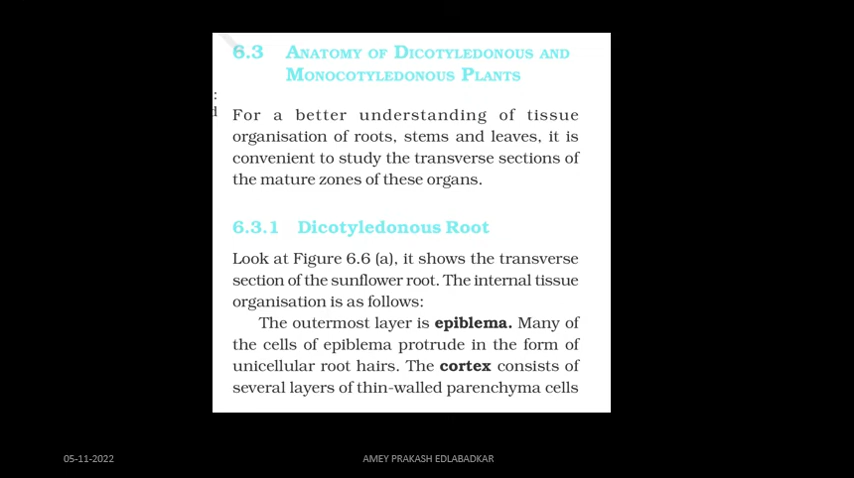 6.3 ANATOMY OF DICOTYLEDONOUS AND
MONOCOTYLEDONOUS PLANTS
:
d
For a better understanding of tissue
organisation of roots, stems and leaves, it is
convenient to study the transverse sections of
the mature zones of these organs.
6.3.1 Dicotyledonous Root
Look at Figure 6.6 (a), it shows the transverse
section of the sunflower root. The internal tissue
organisation is as follows:
The outermost layer is epiblema. Many of
the cells of epiblema protrude in the form of
unicellular root hairs. The cortex consists of
several layers of thin-walled parenchyma cells
05-11-2022
AMEY PRAKASH EDLABADKAR